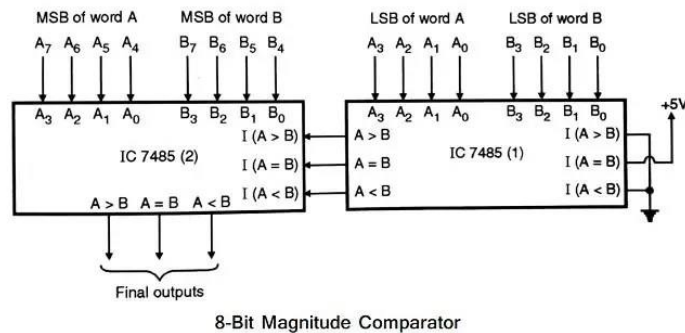 MSB of word A MSB of word B LSB of word A LSB of word B
A7 A6 A5 A4 B7 B6 B5 B4 A3 A2 A1 A0 B3 B2 B1 B0
+5V
A3 A2 A1 A0 B3 B2 B1 B0 A3 A2 A1 A0 B3 B2 B1 B0
I (A > B) A > B I (A > B)
IC 7485 (2) I (A = B) A = B IC 7485 (1) I (A = B)
I (A < B) A < B I (A < B)
A > B A = B A < B
Final outputs
8-Bit Magnitude Comparator